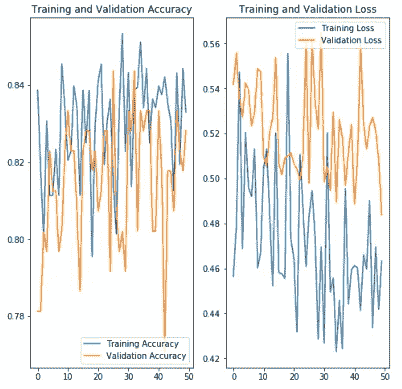 Training and Validation Accuracy
0.84
0.82
0.80
0.78
Training Accuracy
Validation Accuracy
0 10 20 30 40 50
Training and Validation Loss
Training Loss
Validation Loss
0.56
0.54
0.52
0.50
0.48
0.46
0.44
0.42
0 10 20 30 40 50